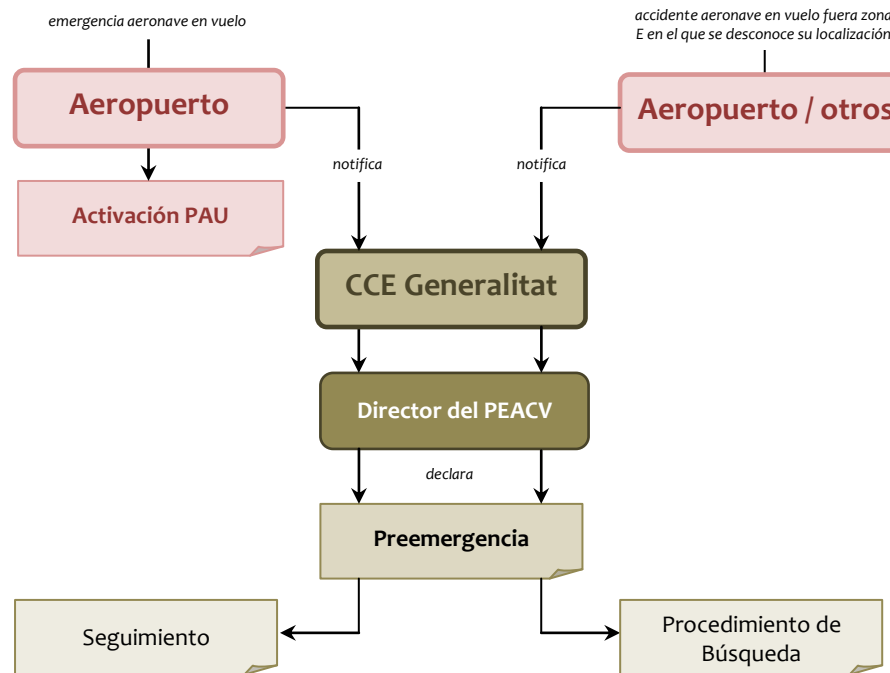 emergencia aeronave en vuelo
accidente aeronave en vuelo fuera zona
E en el que se desconoce su localización
Aeropuerto
Aeropuerto / otros
notifica
notifica
Activación PAU
CCE Generalitat
Director del PEACV
declara
Preemergencia
Seguimiento
Procedimiento de
Búsqueda